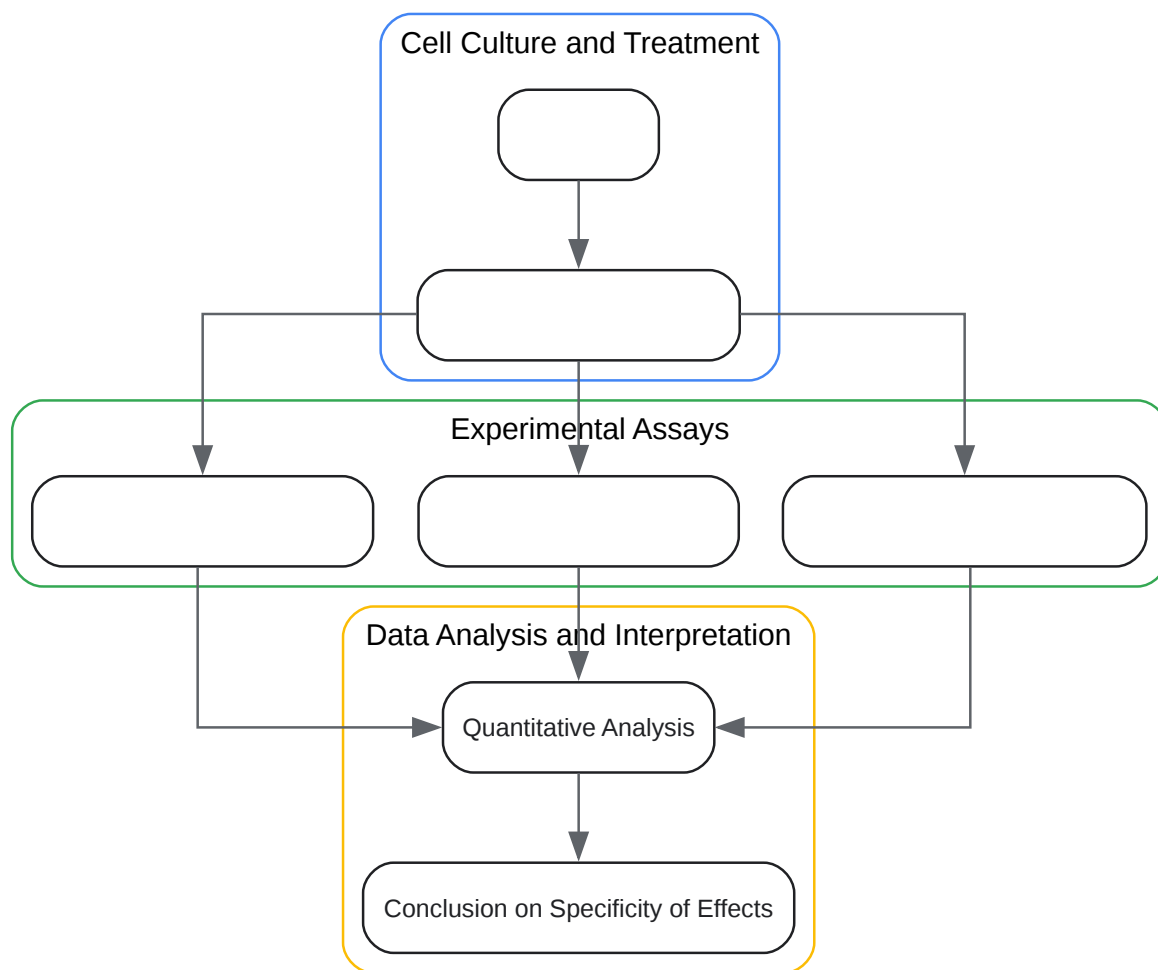 Cell Culture and Treatment
Experimental Assays
Data Analysis and Interpretation
Quantitative Analysis
Conclusion on Specificity of Effects